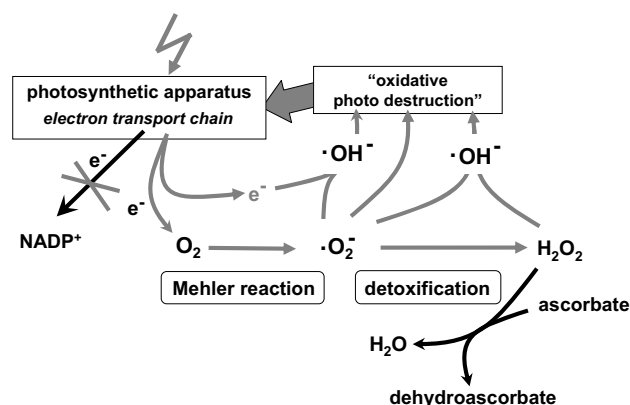 photosynthetic apparatus
electron transport chain
“oxidative
photo destruction”
·OH⁻
·OH⁻
e⁻
e⁻
e⁻
NADP⁺
O₂
·O₂⁻
H₂O₂
Mehler reaction
detoxification
ascorbate
H₂O
dehydroascorbate